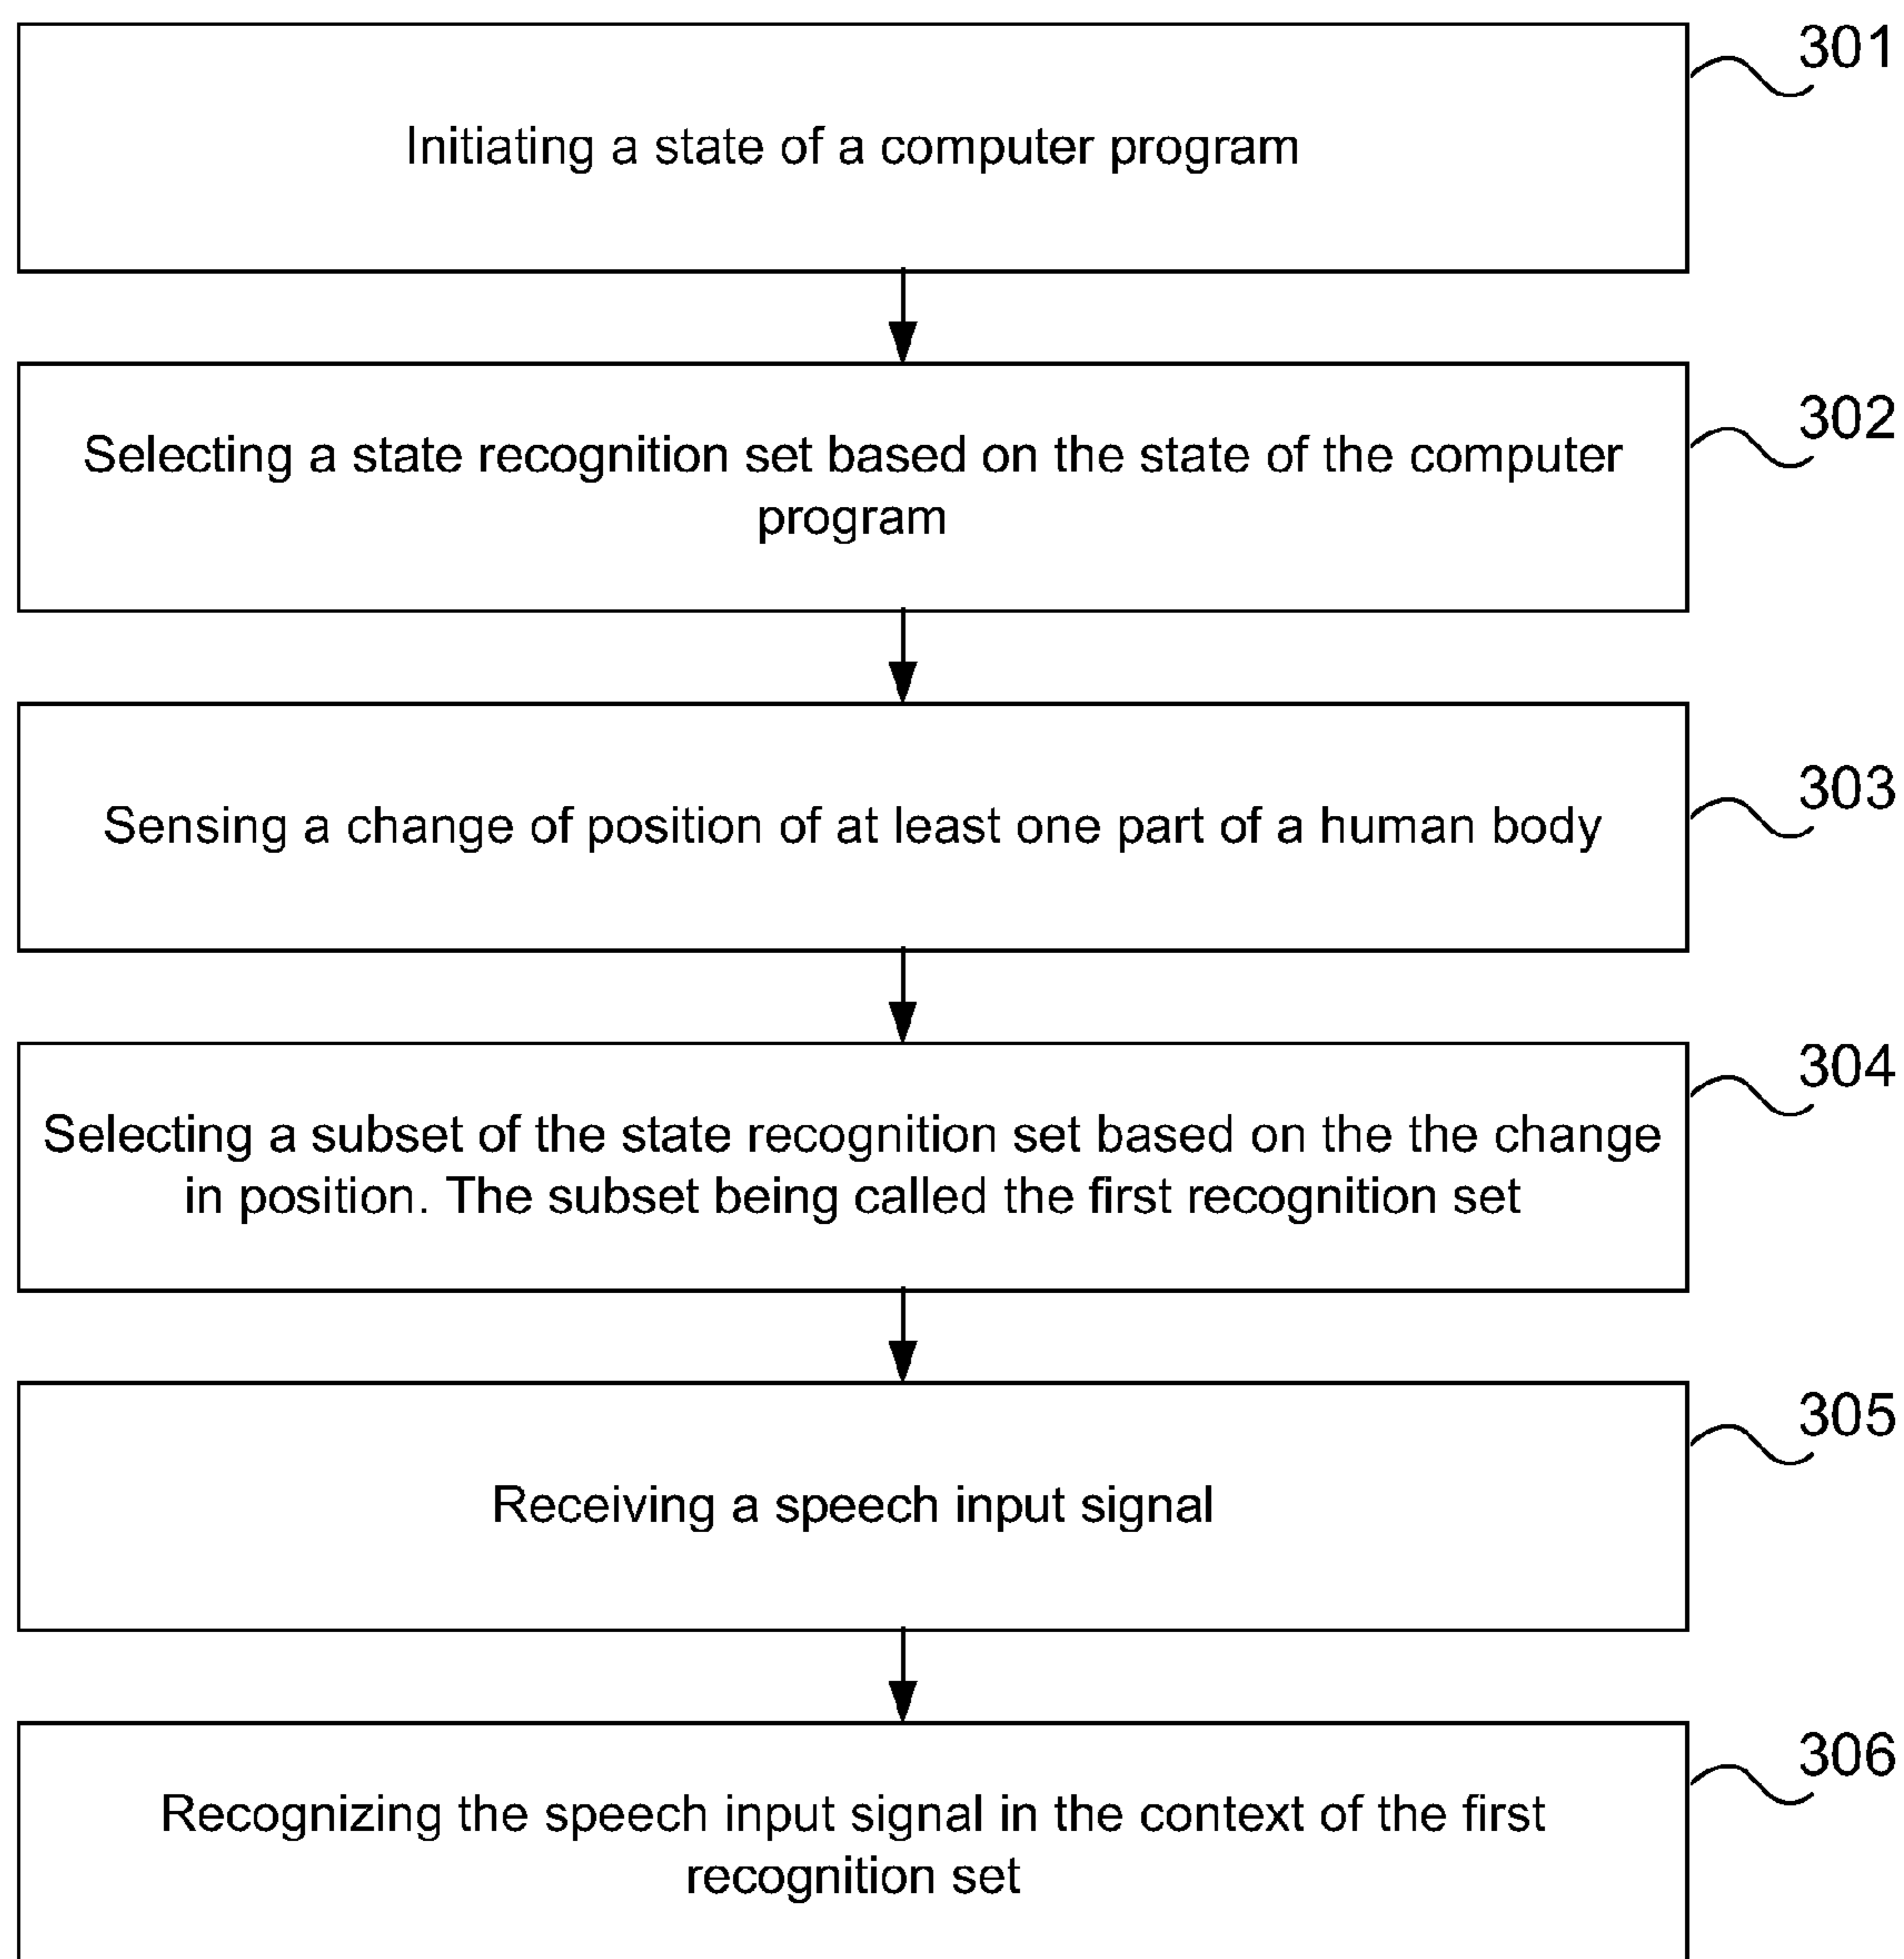 301
Initiating a state of a computer program
302
Selecting a state recognition set based on the state of the computer
program
303
Sensing a change of position of at least one part of a human body
304
Selecting a subset of the state recognition set based on the the change
in position. The subset being called the first recognition set
305
Receiving a speech input signal
306
Recognizing the speech input signal in the context of the first
recognition set